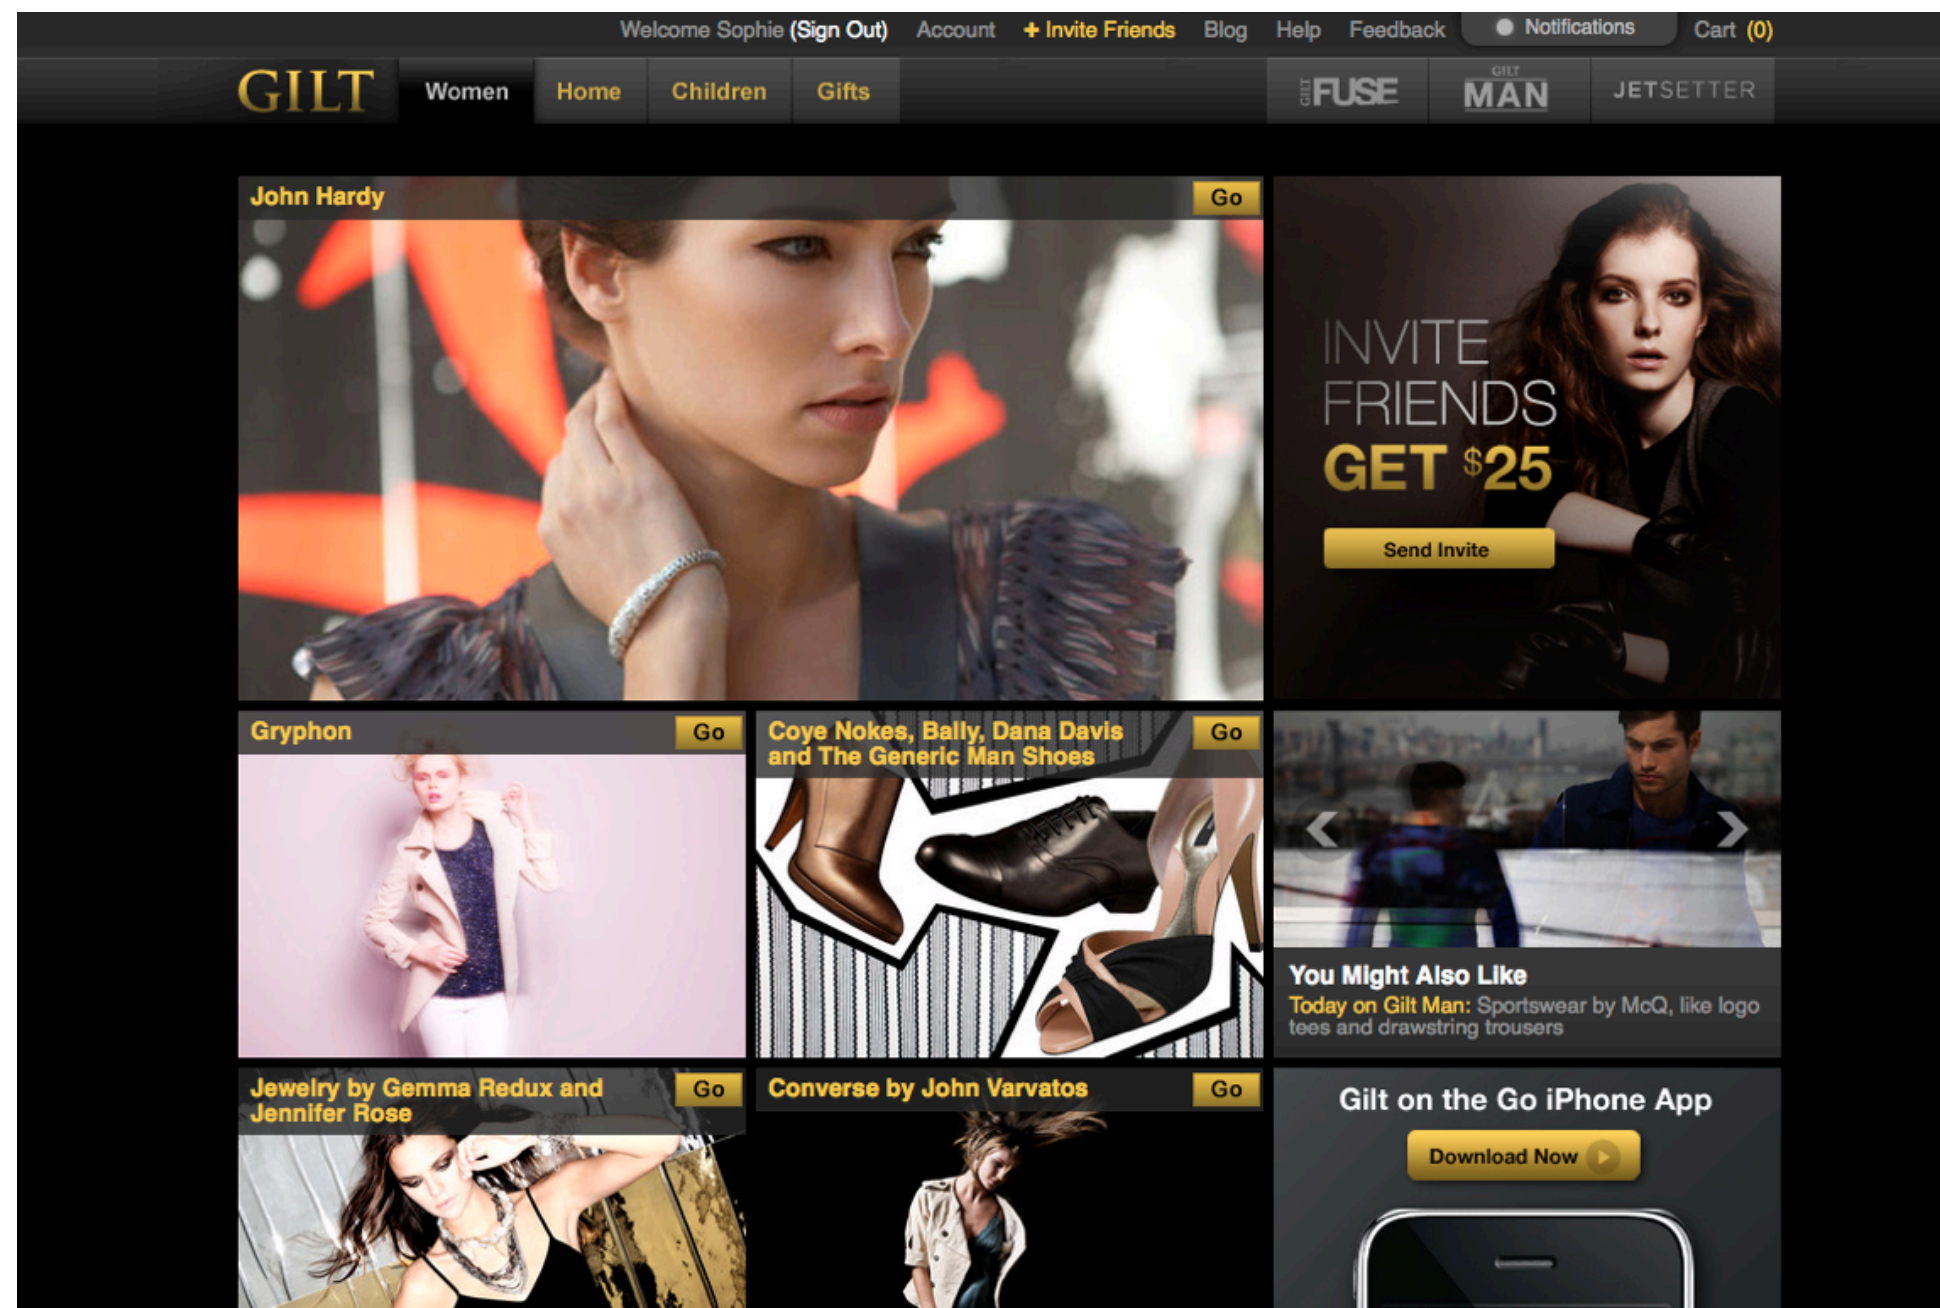 Welcome Sophie (Sign Out) Account + Invite Friends Blog Help Feedback Notifications Cart (0)
GILT Women Home Children Gifts GILT FUSE GILT MAN JETSETTER
John Hardy Go
INVITE
FRIENDS
GET $25
Send Invite
Gryphon Go
Coye Nokes, Bally, Dana Davis
and The Generic Man Shoes
Go
You Might Also Like
Today on Gilt Man: Sportswear by McQ, like logo
tees and drawstring trousers
Jewelry by Gemma Redux and
Jennifer Rose
Go
Converse by John Varvatos Go
Gilt on the Go iPhone App
Download Now